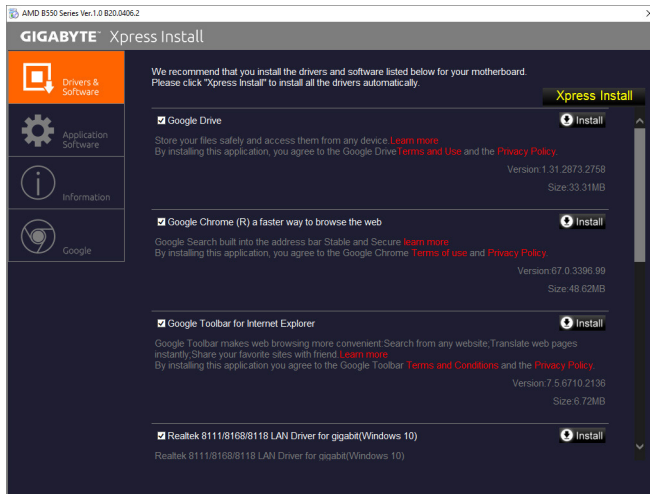 AMD B550 Series Ver.1.0 B20.0406.2
GIGABYTE™ Xpress Install
Drivers &
Software
Application
Software
Information
Google
We recommend that you install the drivers and software listed below for your motherboard.
Please click "Xpress Install" to install all the drivers automatically.
Xpress Install
Google Drive
Install
Store your files safely and access them from any device.Learn more
By installing this application, you agree to the Google DriveTerms and Use and the Privacy Policy.
Version:1.31.2873.2758
Size:33.31MB
Google Chrome (R) a faster way to browse the web
Install
Google Search built into the address bar Stable and Secure learn more
By installing this application, you agree to the Google Chrome Terms of use and Privacy Policy.
Version:67.0.3396.99
Size:48.62MB
Google Toolbar for Internet Explorer
Install
Google Toolbar makes web browsing more convenient.Search from any website;Translate web pages
instantly;Share your favorite sites with friend.Learn more
By installing this application you agree to the Google Toolbar Terms and Conditions and the Privacy Policy.
Version:7.5.6710.2136
Size:6.72MB
Realtek 8111/8168/8118 LAN Driver for gigabit(Windows 10)
Install
Realtek 8111/8168/8118 LAN Driver for gigabit(Windows 10)